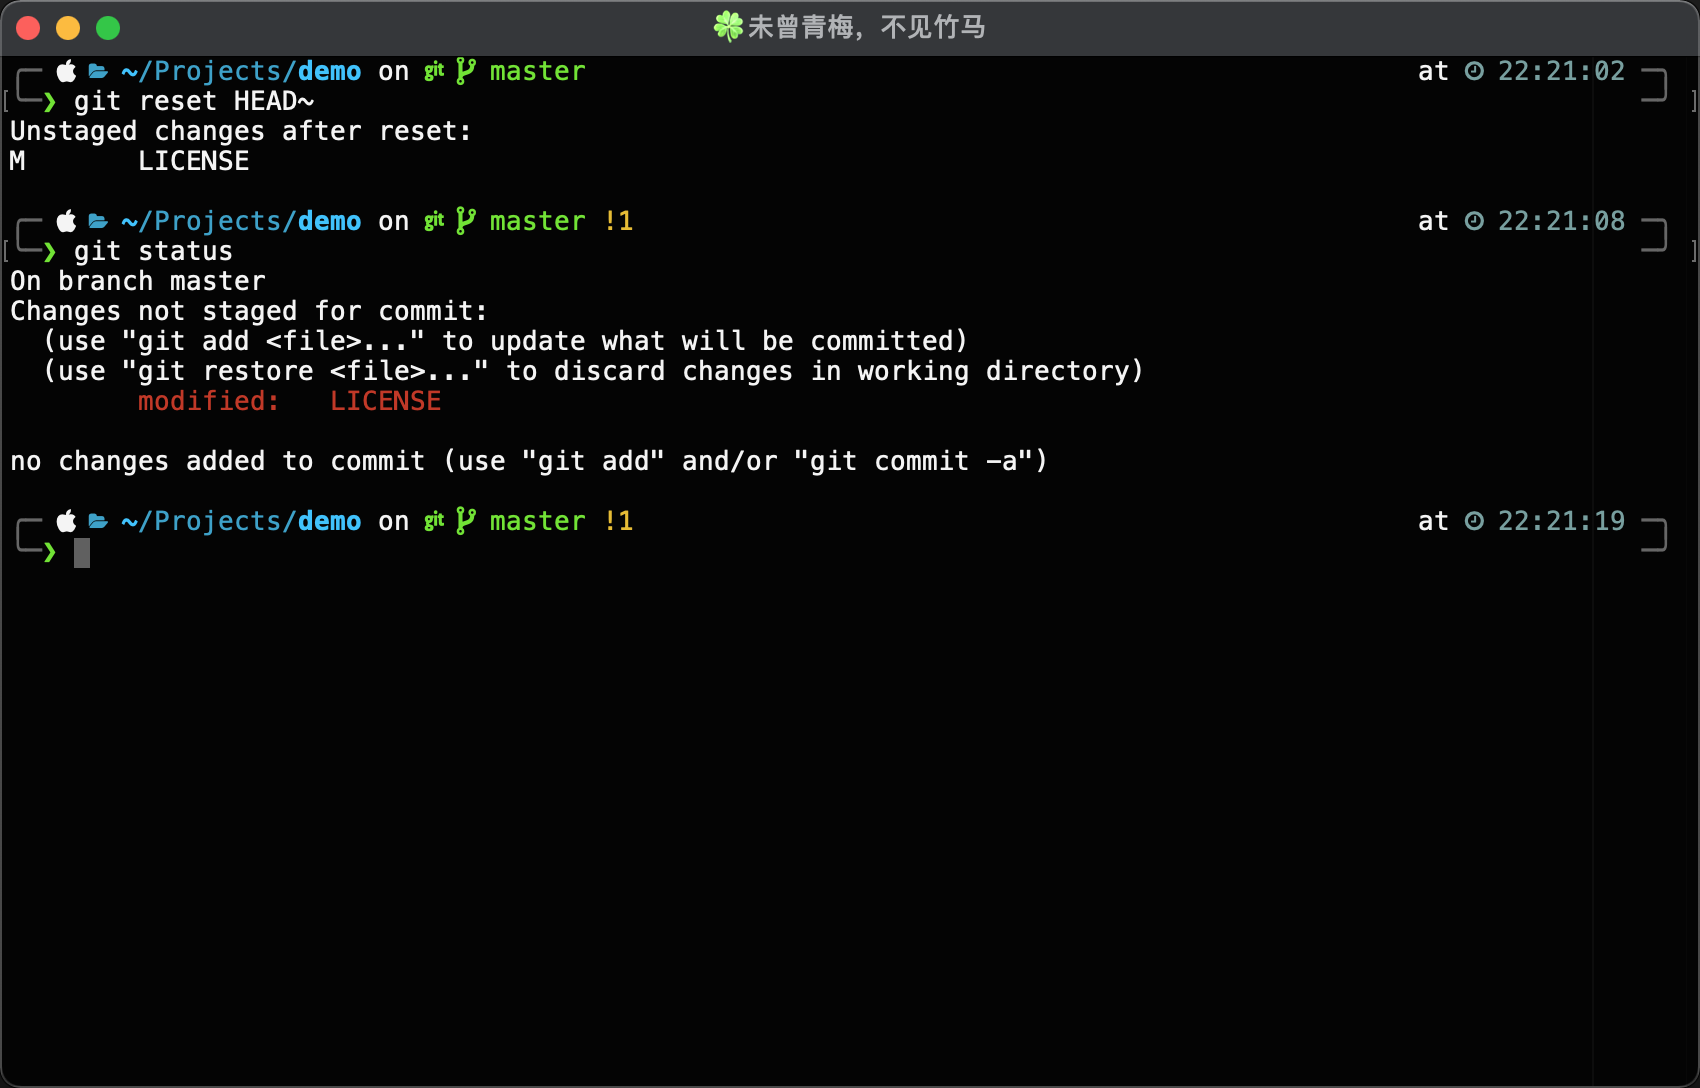 🍀未曾青梅，不见竹马
~/Projects/demo on git master at 22:21:02
❯ git reset HEAD~
Unstaged changes after reset:
M       LICENSE
~/Projects/demo on git master !1 at 22:21:08
❯ git status
On branch master
Changes not staged for commit:
  (use "git add <file>..." to update what will be committed)
  (use "git restore <file>..." to discard changes in working directory)
        modified:   LICENSE
no changes added to commit (use "git add" and/or "git commit -a")
~/Projects/demo on git master !1 at 22:21:19
❯